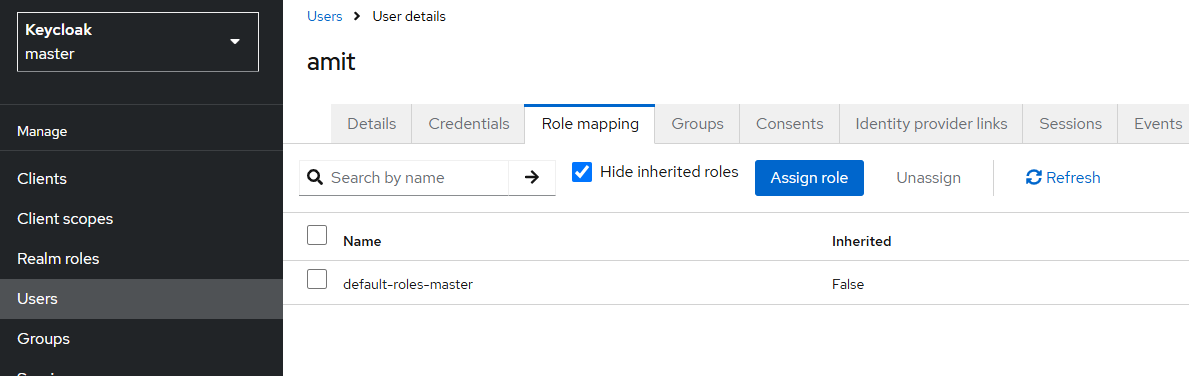 Keycloak
master
Manage
Clients
Client scopes
Realm roles
Users
Groups
Users > User details
amit
Details Credentials Role mapping Groups Consents Identity provider links Sessions Events
Search by name Hide inherited roles Assign role Unassign Refresh
Name Inherited
default-roles-master False